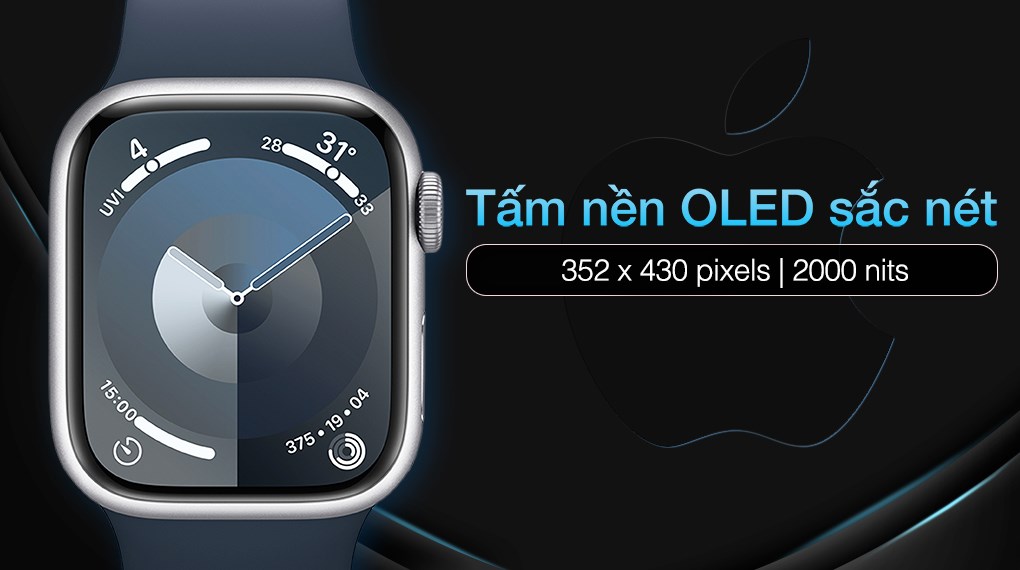 4
UVI
28
31°
33
Tấm nền OLED sắc nét
352 x 430 pixels | 2000 nits
15:00
375 • 19 • 04